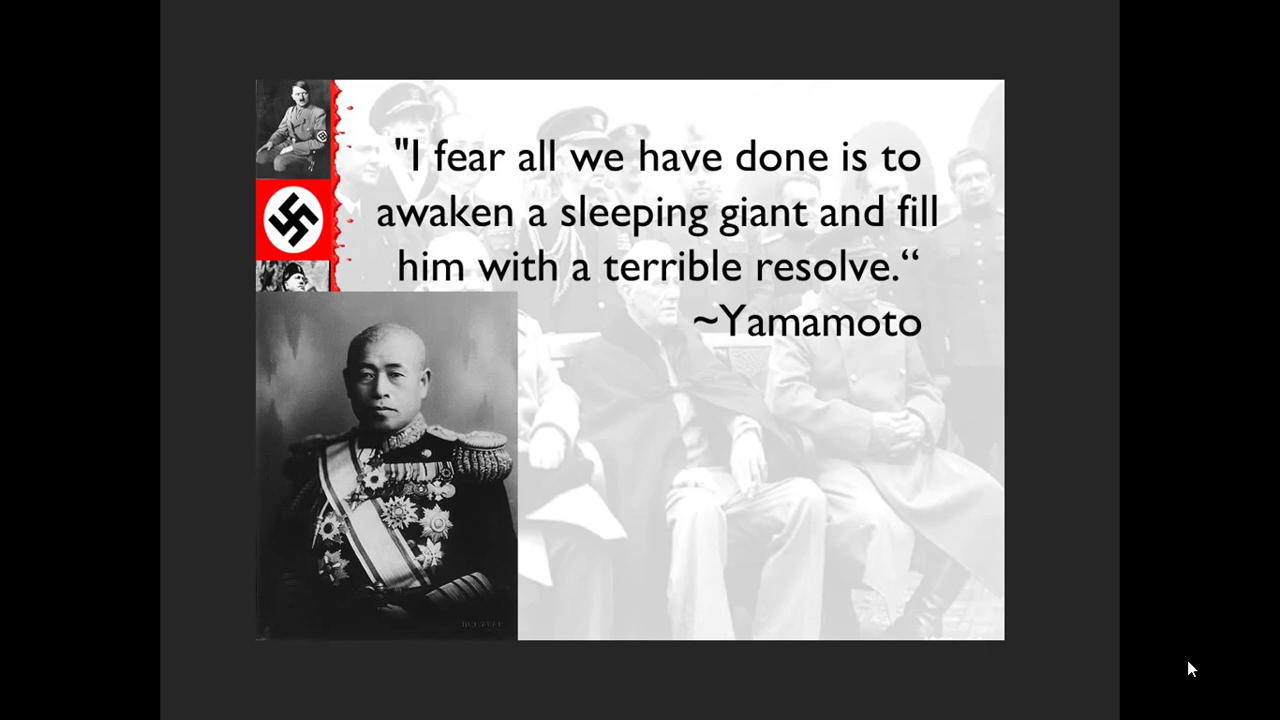 "I fear all we have done is to
awaken a sleeping giant and fill
him with a terrible resolve.“
~Yamamoto